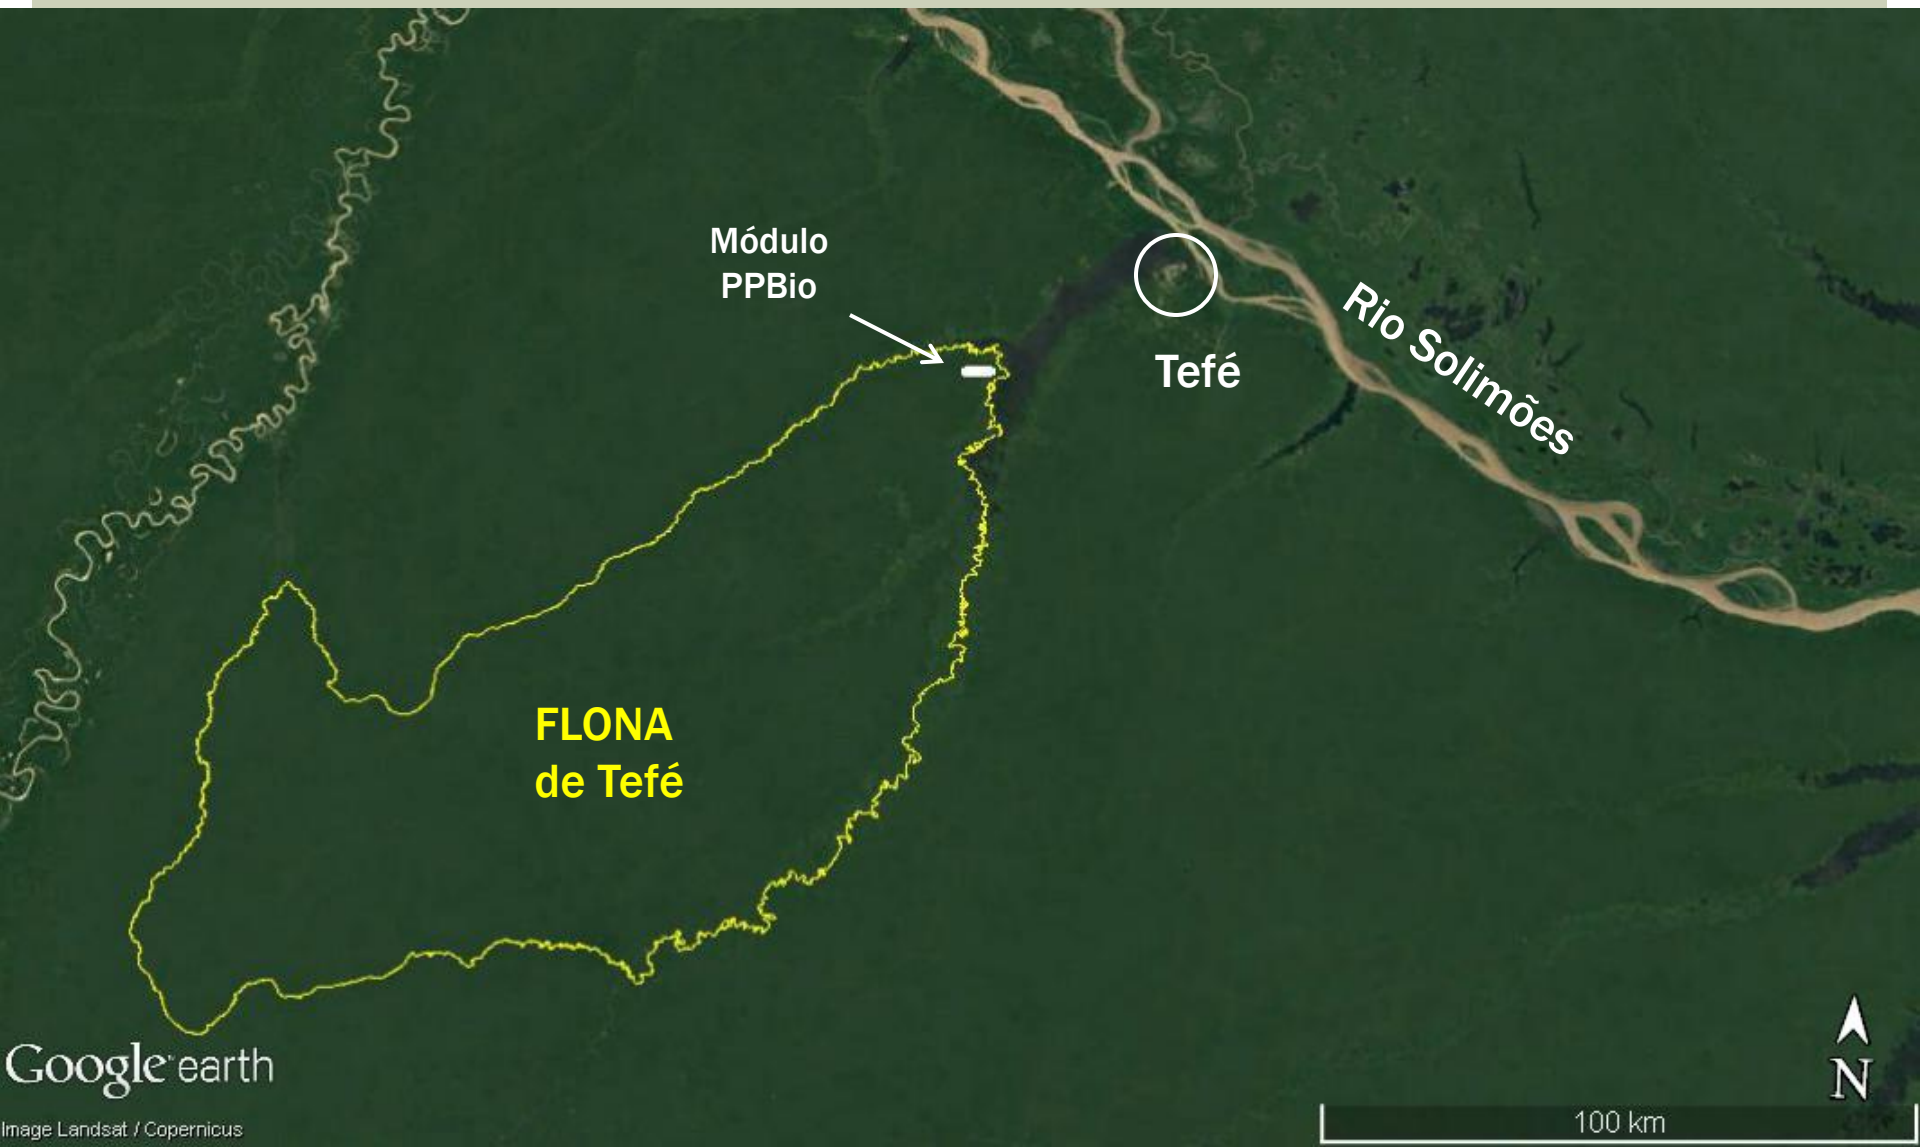 Módulo
PPBio
Tefé
Rio Solimões
FLONA
de Tefé
Google earth
Image Landsat / Copernicus
N
100 km